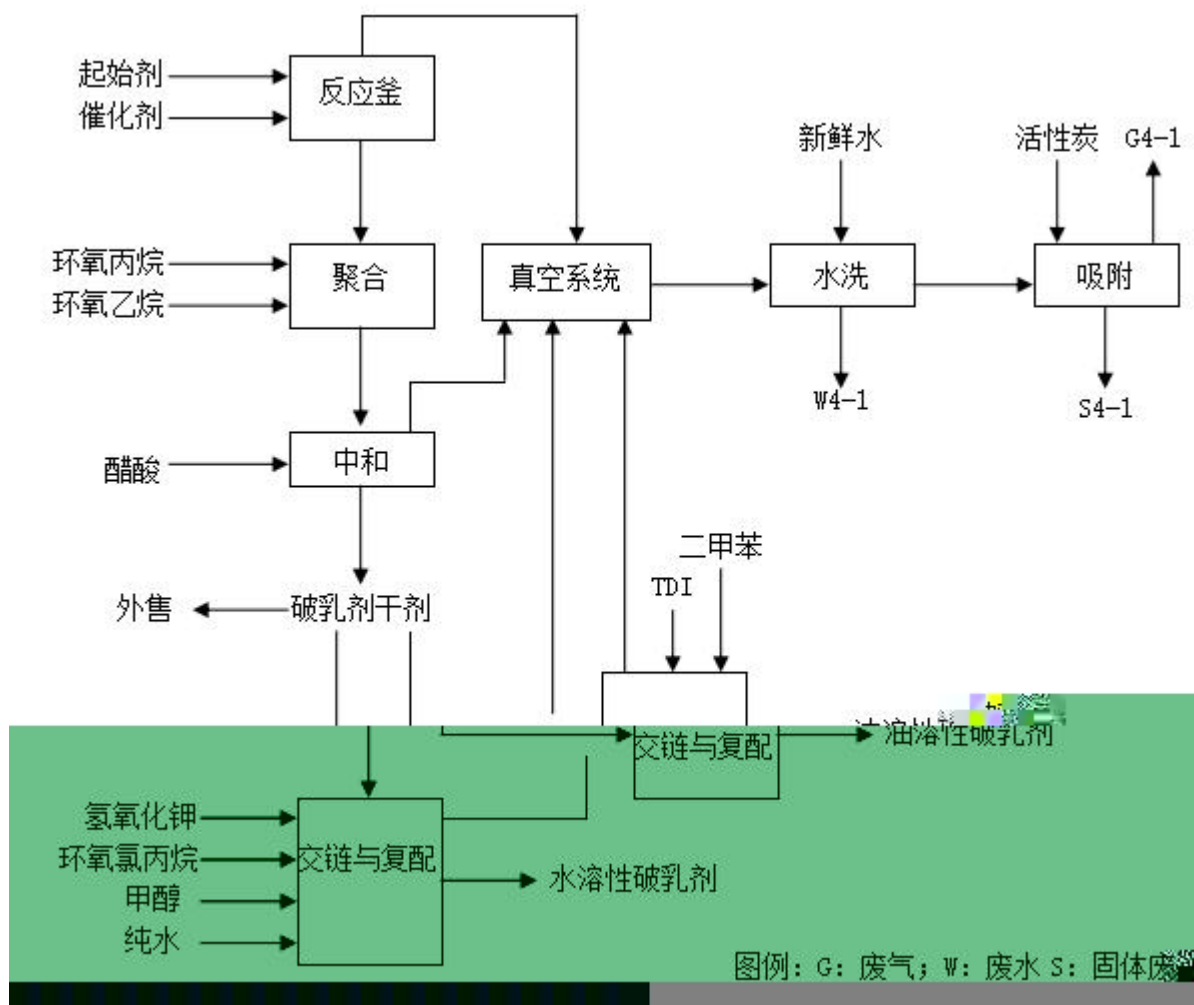 起始剂
反应釜
催化剂
新鲜水
活性炭 G4-1
环氧丙烷
聚合
真空系统
水洗
吸附
环氧乙烷
W4-1
S4-1
醋酸
中和
二甲苯
TDI
外售
破乳剂干剂
交链与复配
油溶性破乳剂
氢氧化钾
环氧氯丙烷
交链与复配
水溶性破乳剂
甲醇
纯水
图例: G: 废气; W: 废水 S: 固体废